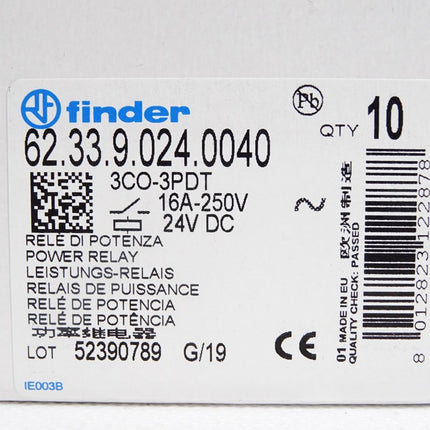 finder
Pb
QTY 10
62.33.9.024.0040
3CO-3PDT
16A-250V ~
24V DC
RELÈ DI POTENZA
POWER RELAY
LEISTUNGS-RELAIS
RELAIS DE PUISSANCE
RELÉ DE POTENCIA
RELÉ DE POTÊNCIA
功率继电器
LOT 52390789 G/19
CE
IE003B
01 MADE IN EU 欧洲制造
QUALITY CHECK: PASSED
8 012823 122878